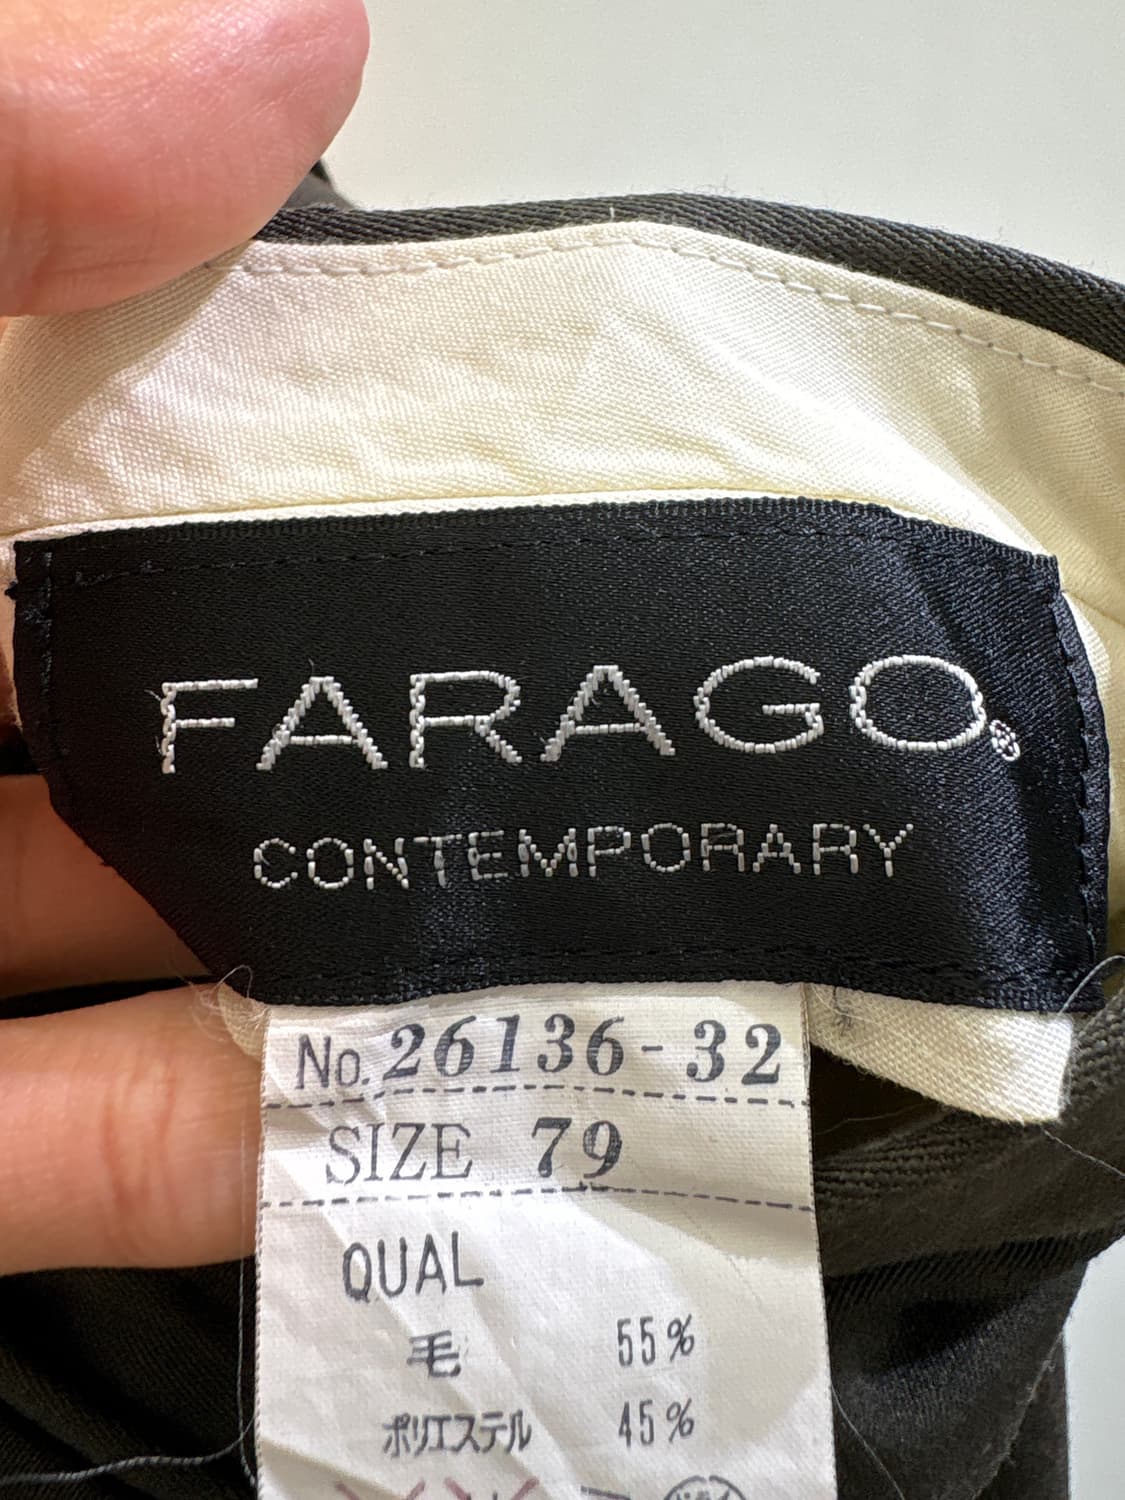 FARAGO®
CONTEMPORARY
No. 26136-32
SIZE 79
QUAL
毛 55%
ポリエステル 45%